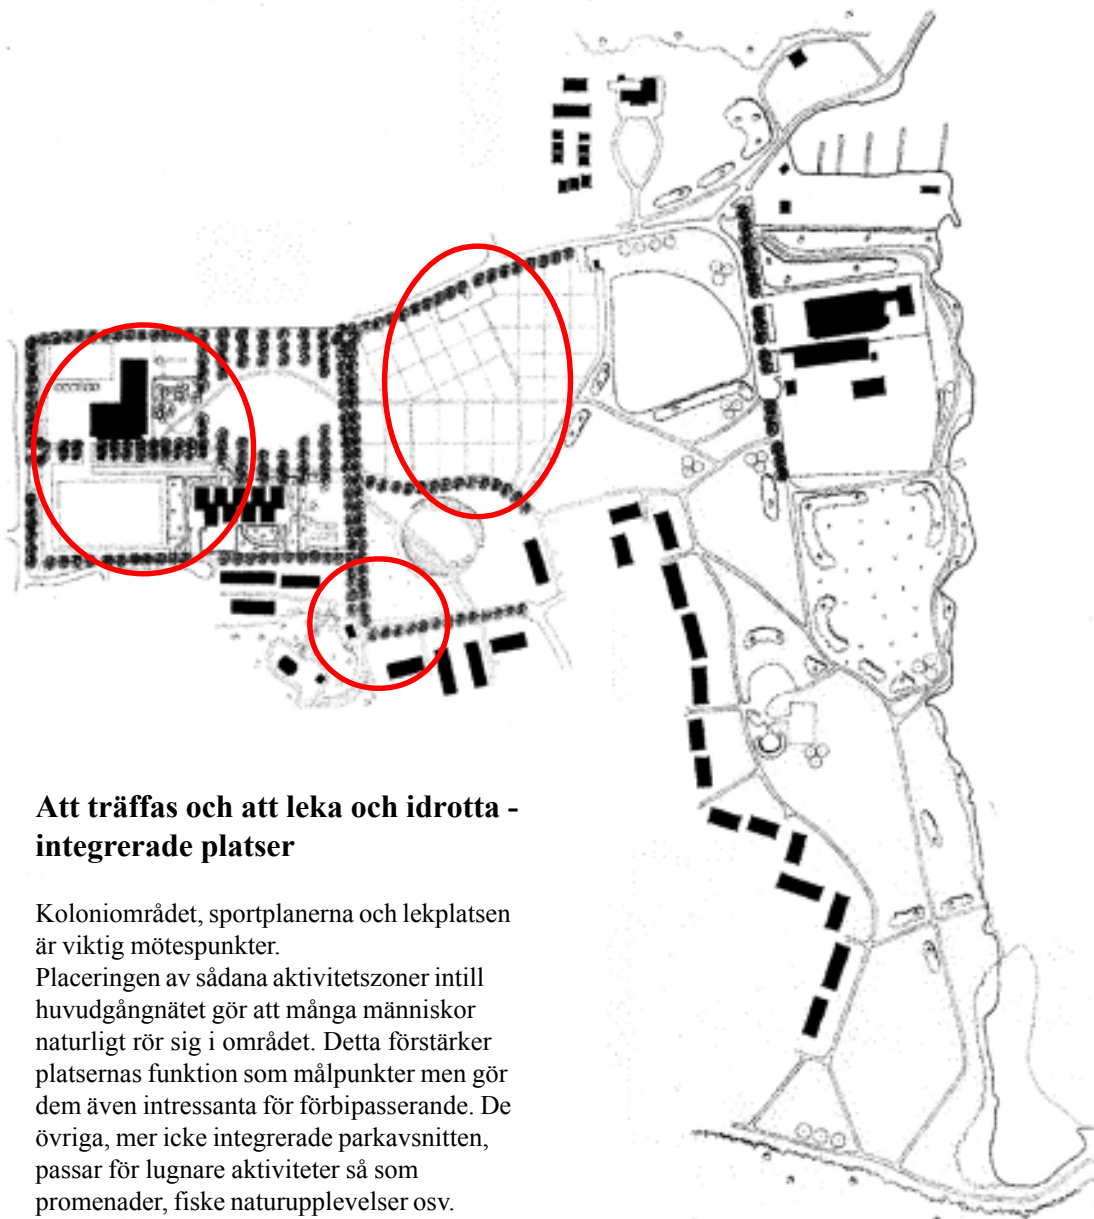 Att träffas och att leka och idrotta -
integrerade platser
Koloniområdet, sportplanerna och lekplatsen
är viktig mötespunkter.
Placeringen av sådana aktivitetszoner intill
huvudgångnätet gör att många människor
naturligt rör sig i området. Detta förstärker
platsernas funktion som målpunkter men gör
dem även intressanta för förbipasserande. De
övriga, mer icke integrerade parkavsnitten,
passar för lugnare aktiviteter så som
promenader, fiske naturupplevelser osv.